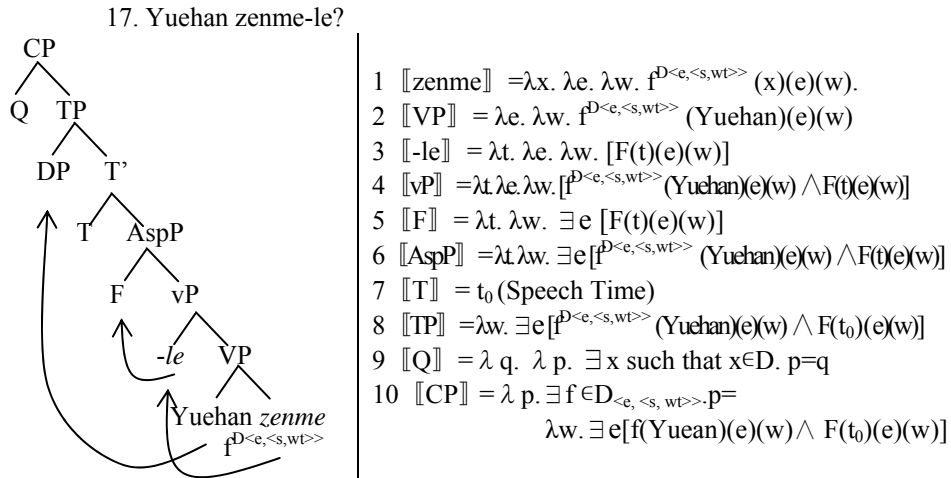 17. Yuehan zenme-le?
CP
Q TP
DP T’
T AspP
F vP
-le VP
Yuehan zenme
f^D<e,<s,wt>>
1 ⟦zenme⟧ =λx. λe. λw. f^D<e,<s,wt>> (x)(e)(w).
2 ⟦VP⟧ = λe. λw. f^D<e,<s,wt>> (Yuehan)(e)(w)
3 ⟦-le⟧ = λt. λe. λw. [F(t)(e)(w)]
4 ⟦vP⟧ =λt.λe.λw.[f^D<e,<s,wt>> (Yuehan)(e)(w) ∧F(t)(e)(w)]
5 ⟦F⟧ = λt. λw. ∃e [F(t)(e)(w)]
6 ⟦AspP⟧ =λt.λw. ∃e[f^D<e,<s,wt>> (Yuehan)(e)(w) ∧F(t)(e)(w)]
7 ⟦T⟧ = t₀ (Speech Time)
8 ⟦TP⟧ =λw. ∃e[f^D<e,<s,wt>> (Yuehan)(e)(w) ∧ F(t₀)(e)(w)]
9 ⟦Q⟧ = λ q. λ p. ∃x such that x∈D. p=q
10 ⟦CP⟧ = λ p.∃f ∈D<e, <s, wt>>.p=
λw.∃e[f(Yuean)(e)(w)∧ F(t₀)(e)(w)]